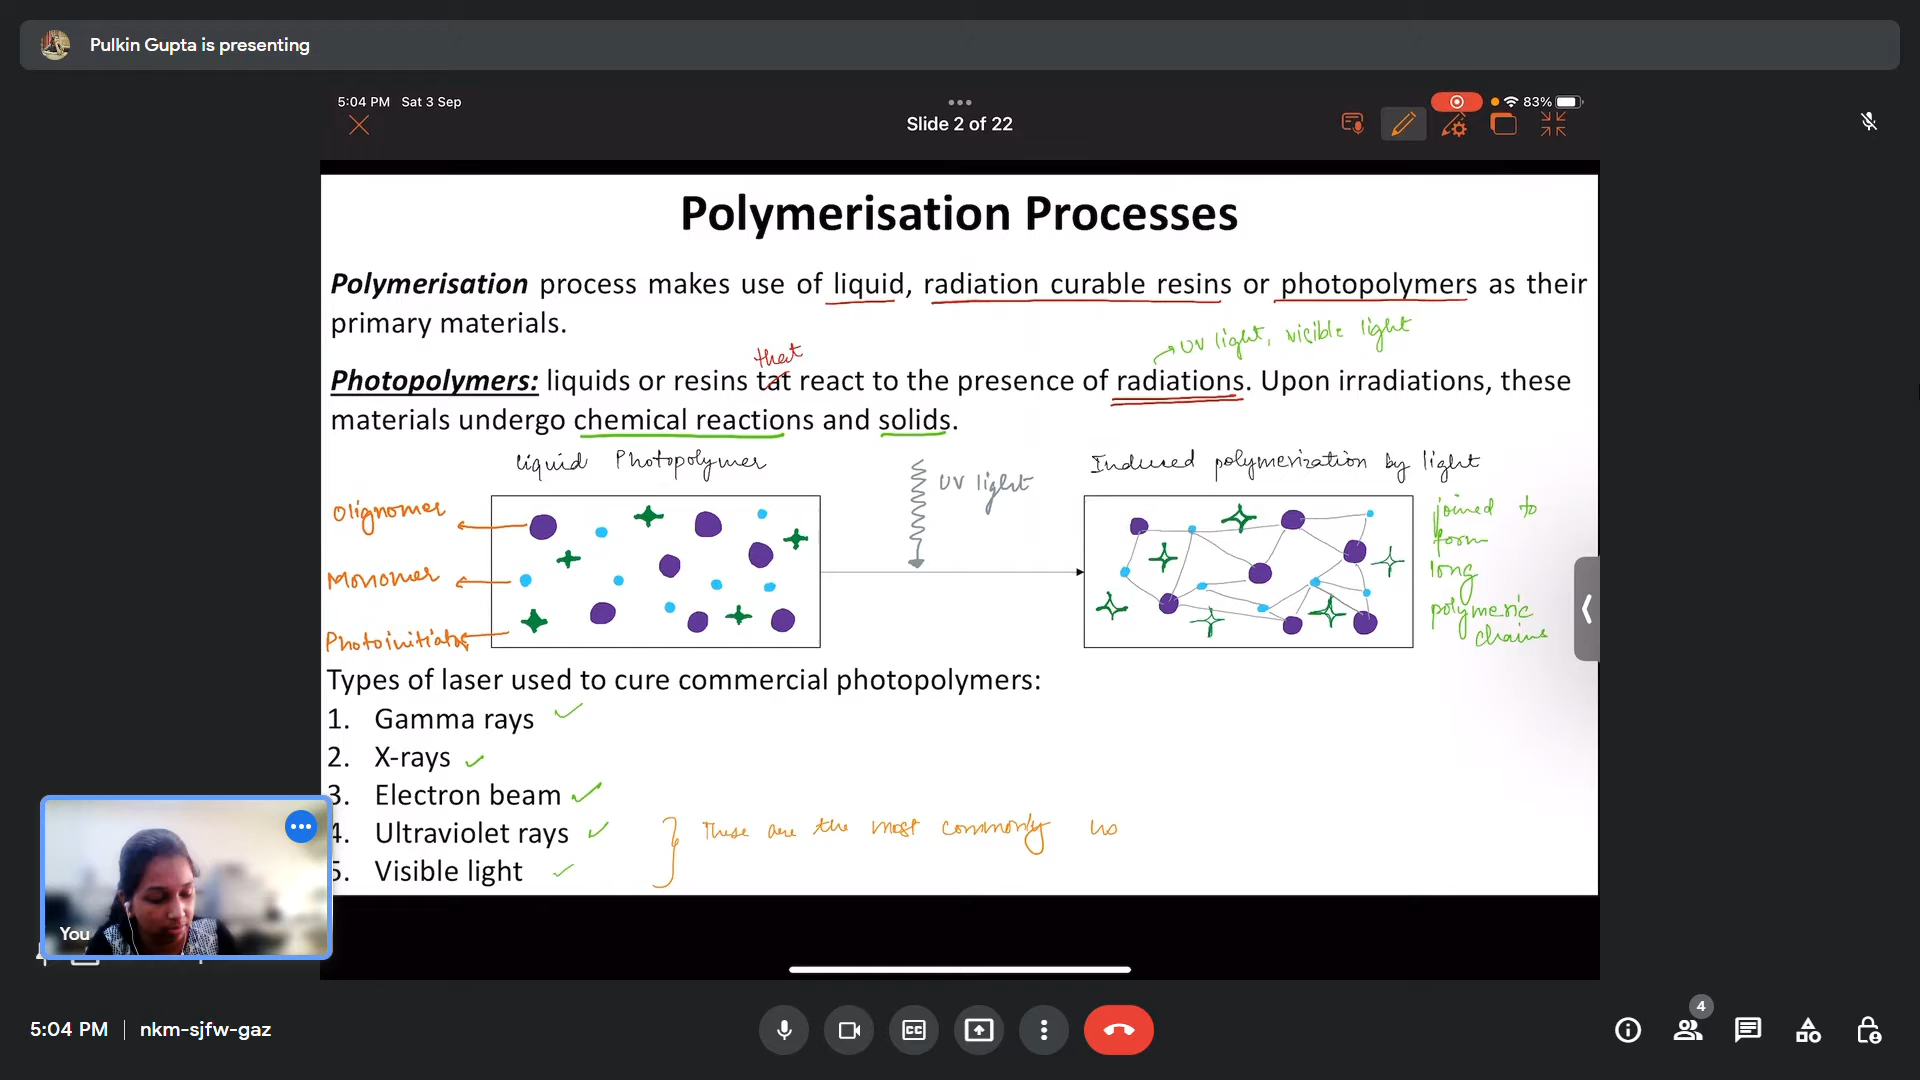 Pulkin Gupta is presenting
5:04 PM Sat 3 Sep
83%
Slide 2 of 22
Polymerisation Processes
Polymerisation process makes use of liquid, radiation curable resins or photopolymers as their
primary materials.
UV light, visible light
that
Photopolymers: liquids or resins tat react to the presence of radiations. Upon irradiations, these
materials undergo chemical reactions and solids.
liquid Photopolymer
UV light
Induced polymerization by light
Olignomer
Monomer
Photoinitiator
joined to
form
long
polymeric
chains
Types of laser used to cure commercial photopolymers:
1. Gamma rays
2. X-rays
3. Electron beam
4. Ultraviolet rays
5. Visible light
These are the most commonly us
You
5:04 PM | nkm-sjfw-gaz
CC
4